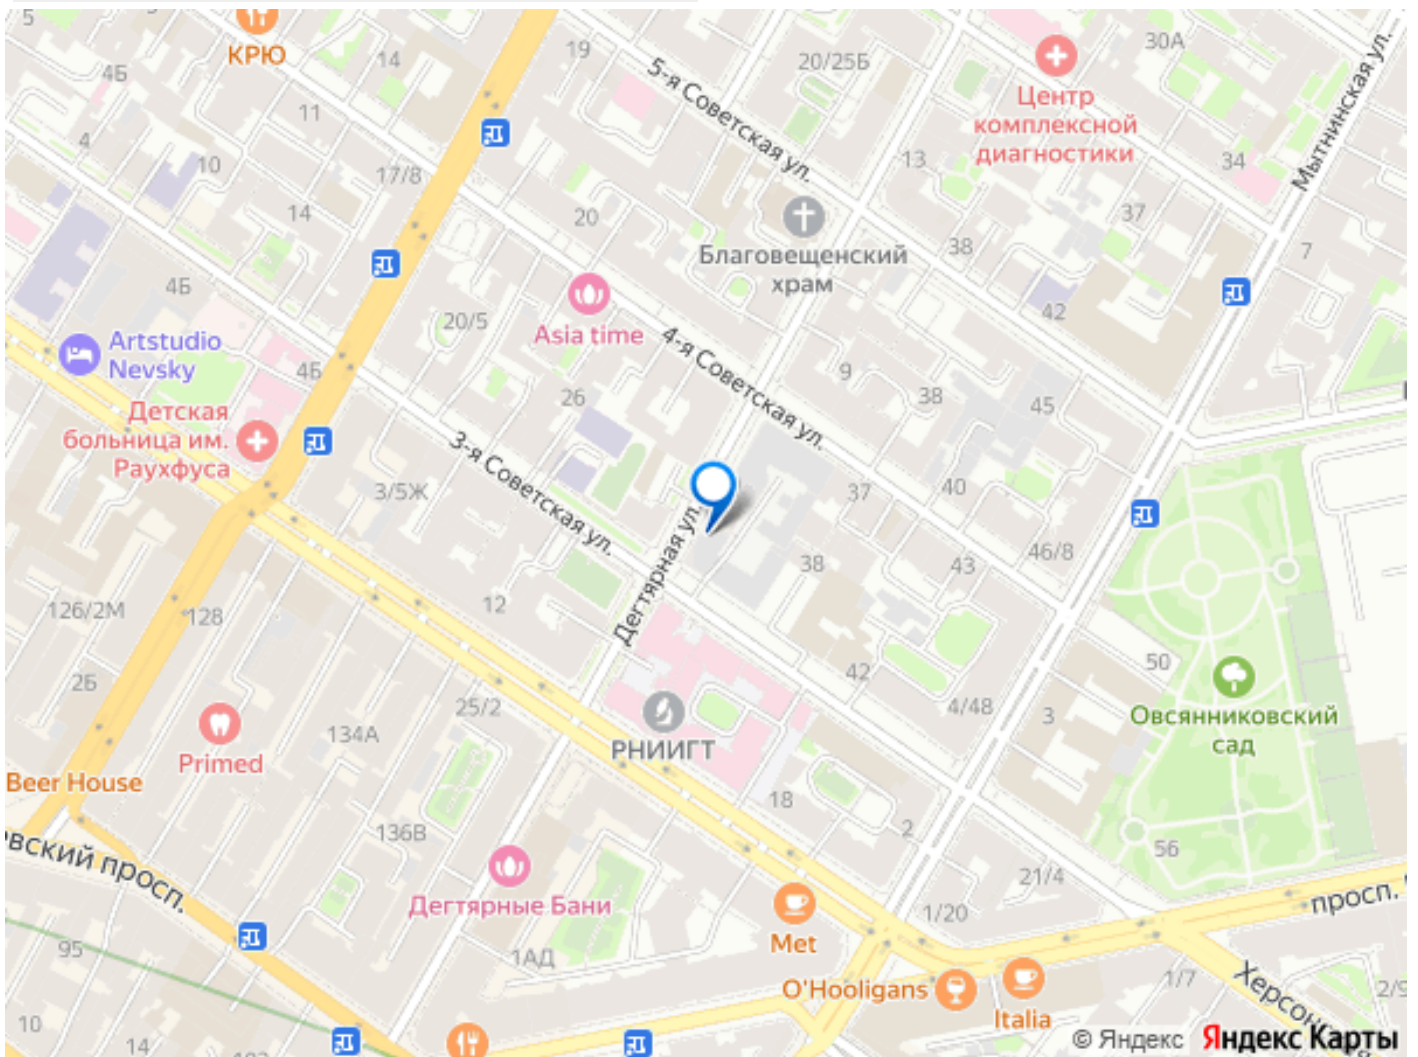 5
КРЮ
14
19
4Б
11
4
10
17/8
14
20/25Б
30А
5-я Советская ул.
Центр
комплексной
диагностики
Мытнинская ул.
13
34
37
38
7
20
Благовещенский
храм
4Б
20/5
Asia time
42
Artstudio
Nevsky
4-я Советская ул.
9
38
45
4Б
26
Детская
больница им.
Раухфуса
3-я Советская ул.
3/5Ж
37
40
46/8
43
38
Дегтярная ул.
126/2М
128
12
42
50
4/48
3
2Б
25/2
134А
Primed
РНИИГТ
Овсянниковский
сад
Beer House
18
2
136В
56
21/4
евский просп.
Дегтярные Бани
Met
1/20
просп.
95
1АД
O'Hooligans
Italia
1/7
Херсон
2/9
10
14
© Яндекс Яндекс Карты